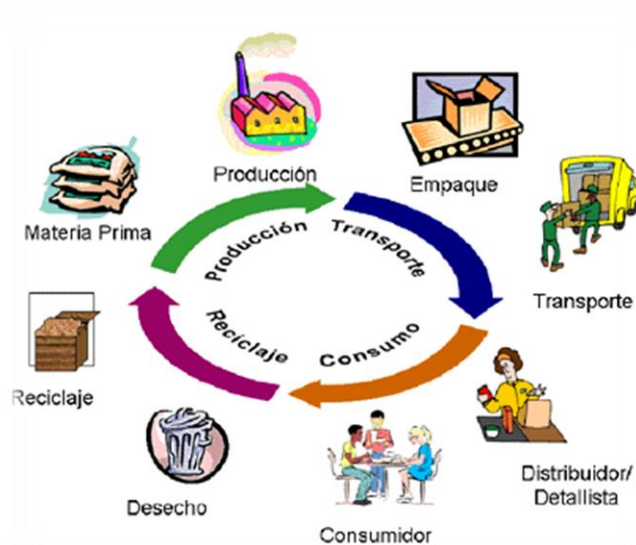 Producción
Empaque
Materia Prima
Producción
Transporte
Transporte
Reciclaje
Consumo
Reciclaje
Distribuidor/
Detallista
Desecho
Consumidor